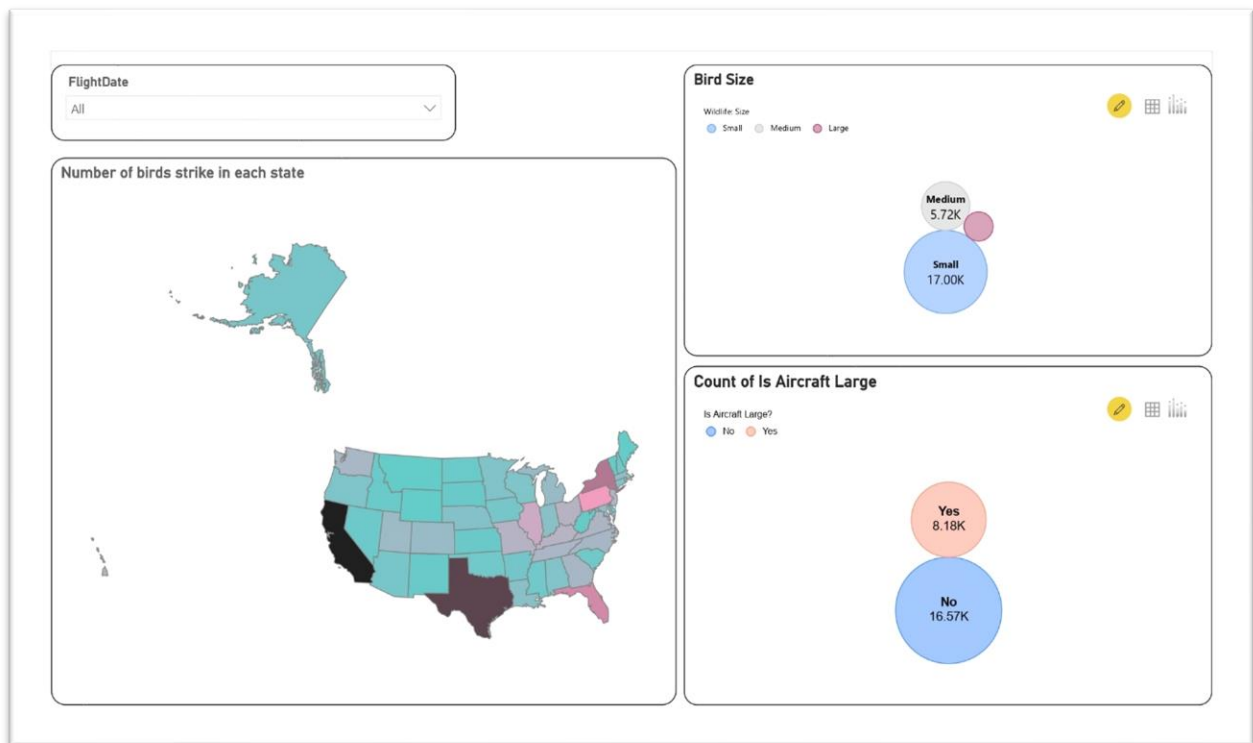 FlightDate
All
Number of birds strike in each state
Bird Size
Wildlife: Size
Small Medium Large
Medium
5.72K
Small
17.00K
Count of Is Aircraft Large
Is Aircraft Large?
No Yes
Yes
8.18K
No
16.57K